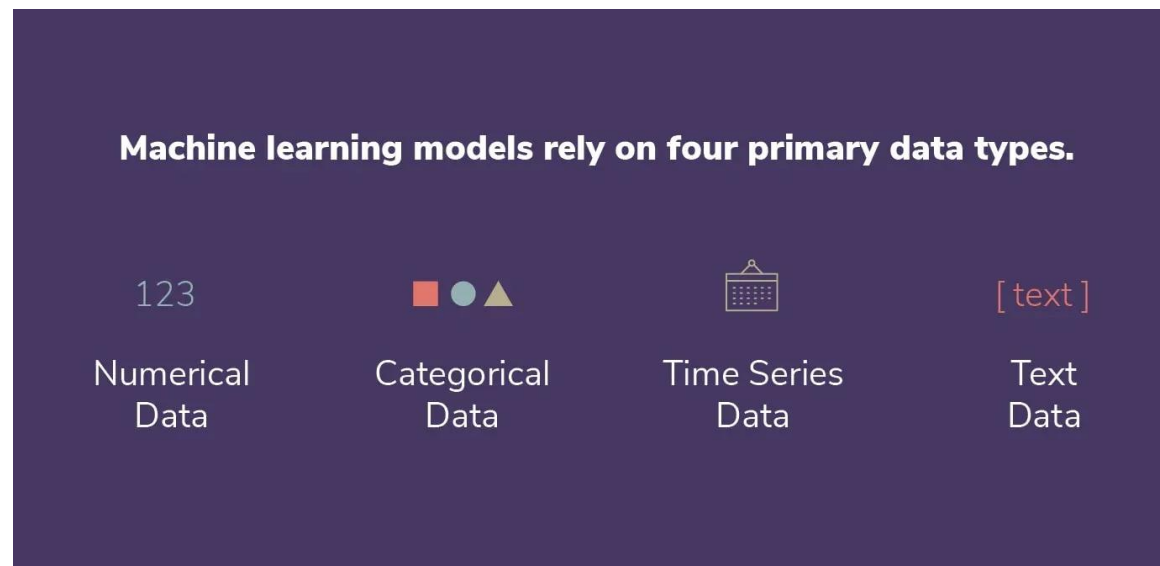 Machine learning models rely on four primary data types.
123
[ text ]
Numerical
Data
Categorical
Data
Time Series
Data
Text
Data